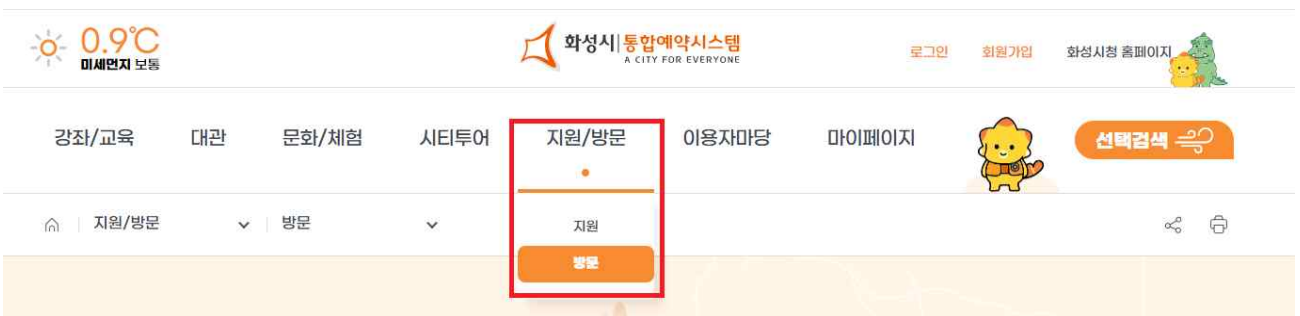 0.9℃
미세먼지 보통
화성시 통합예약시스템
A CITY FOR EVERYONE
로그인 회원가입 화성시청 홈페이지
강좌/교육 대관 문화/체험 시티투어 지원/방문 이용자마당 마이페이지 선택검색
지원/방문 방문
지원
방문